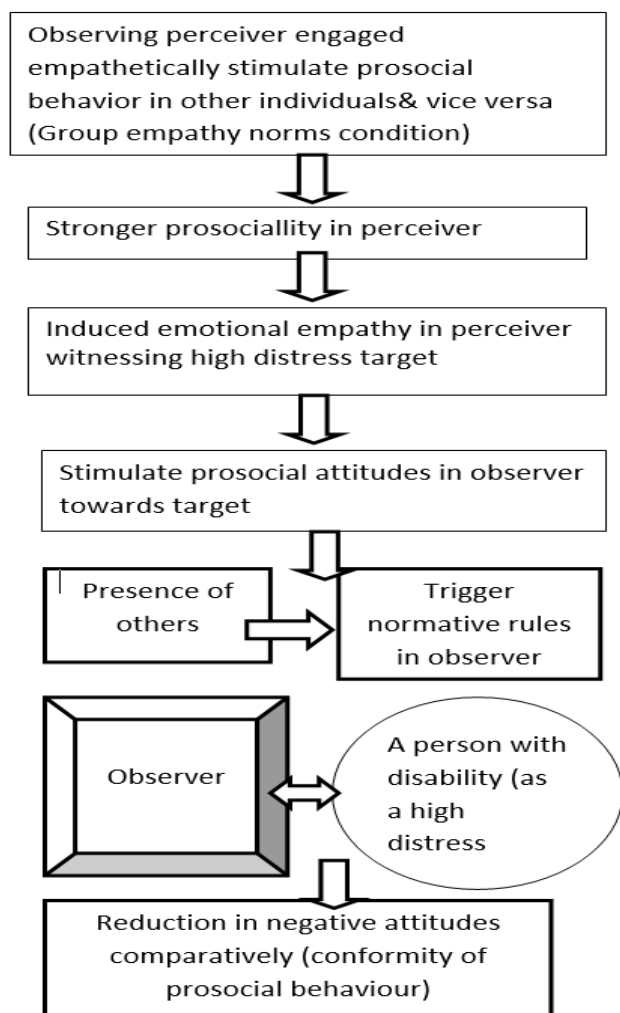 Observing perceiver engaged
empathetically stimulate prosocial
behavior in other individuals& vice versa
(Group empathy norms condition)
Stronger prosociallity in perceiver
Induced emotional empathy in perceiver
witnessing high distress target
Stimulate prosocial attitudes in observer
towards target
Presence of
others
Trigger
normative rules
in observer
Observer
A person with
disability (as
a high
distress
Reduction in negative attitudes
comparatively (conformity of
prosocial behaviour)